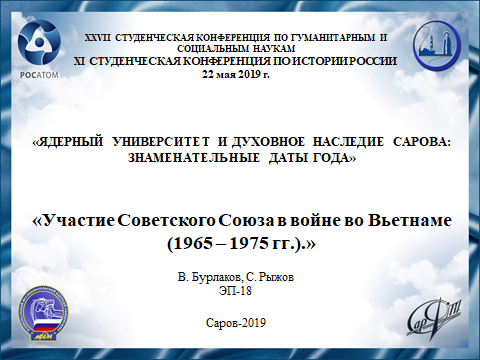 XXVII СТУДЕНЧЕСКАЯ КОНФЕРЕНЦИЯ ПО ГУМАНИТАРНЫМ И
СОЦИАЛЬНЫМ НАУКАМ
XI СТУДЕНЧЕСКАЯ КОНФЕРЕНЦИЯ ПО ИСТОРИИ РОССИИ
22 мая 2019 г.
РОСАТОМ
«ЯДЕРНЫЙ УНИВЕРСИТЕТ И ДУХОВНОЕ НАСЛЕДИЕ САРОВА:
ЗНАМЕНАТЕЛЬНЫЕ ДАТЫ ГОДА»
«Участие Советского Союза в войне во Вьетнаме
(1965 – 1975 гг.).»
В. Бурлаков, С. Рыжов
ЭП-18
Саров-2019